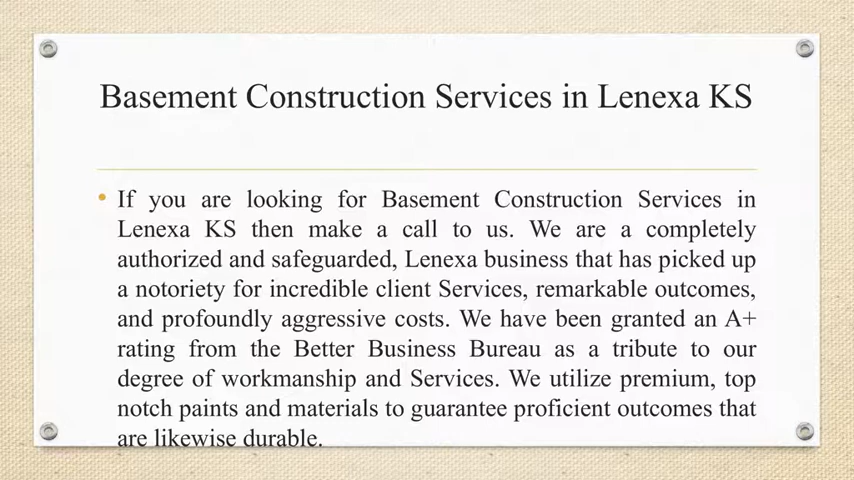 Basement Construction Services in Lenexa KS
• If you are looking for Basement Construction Services in
Lenexa KS then make a call to us. We are a completely
authorized and safeguarded, Lenexa business that has picked up
a notoriety for incredible client Services, remarkable outcomes,
and profoundly aggressive costs. We have been granted an A+
rating from the Better Business Bureau as a tribute to our
degree of workmanship and Services. We utilize premium, top
notch paints and materials to guarantee proficient outcomes that
are likewise durable.